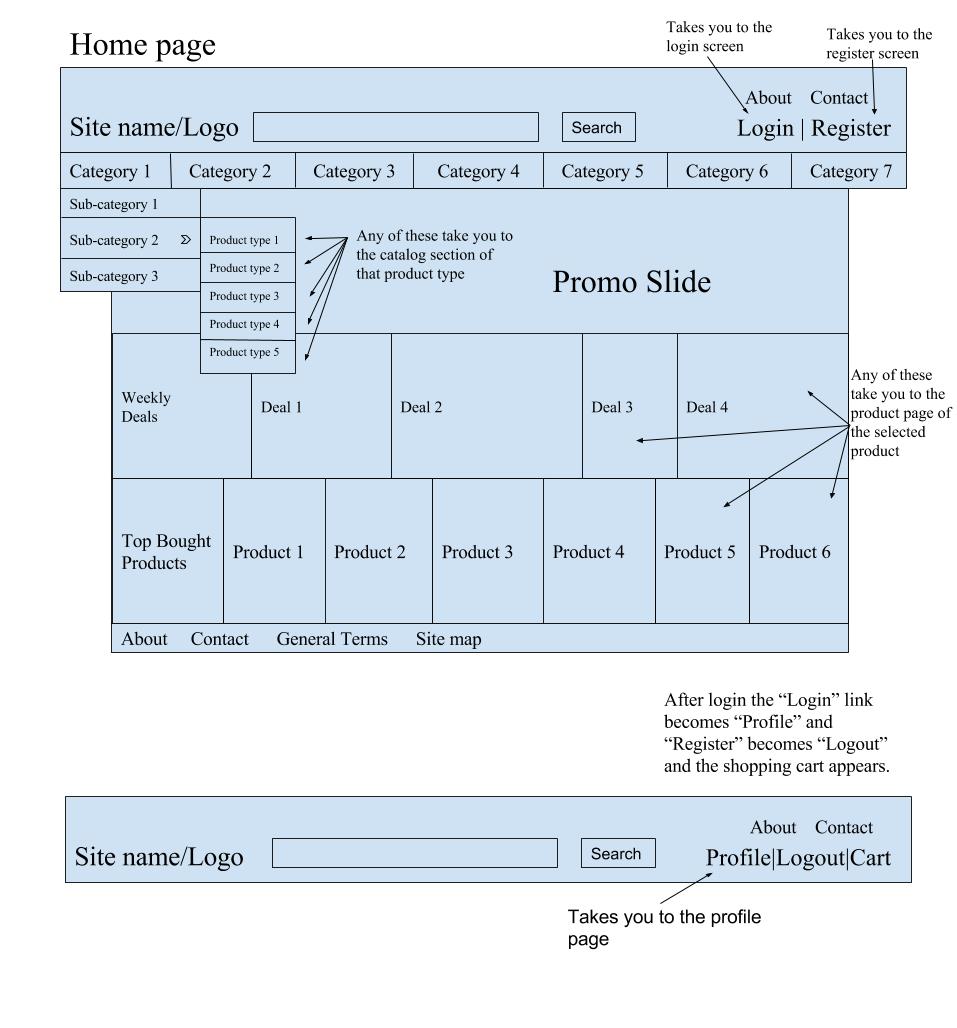 Home page
Takes you to the
login screen
Takes you to the
register screen
About Contact
Site name/Logo Search Login | Register
Category 1 Category 2 Category 3 Category 4 Category 5 Category 6 Category 7
Sub-category 1
Sub-category 2 »
Sub-category 3
Product type 1
Product type 2
Product type 3
Product type 4
Product type 5
Any of these take you to
the catalog section of
that product type
Promo Slide
Weekly
Deals
Deal 1 Deal 2 Deal 3 Deal 4
Any of these
take you to the
product page of
the selected
product
Top Bought
Products
Product 1 Product 2 Product 3 Product 4 Product 5 Product 6
About Contact General Terms Site map
After login the “Login” link
becomes “Profile” and
“Register” becomes “Logout”
and the shopping cart appears.
About Contact
Site name/Logo Search Profile|Logout|Cart
Takes you to the profile
page